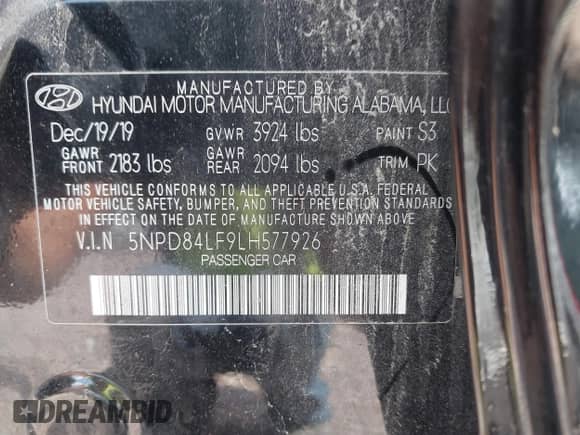 MANUFACTURED BY
HYUNDAI MOTOR MANUFACTURING ALABAMA, LLC
Dec/19/19 GVWR 3924 lbs PAINT S3
GAWR FRONT 2183 lbs GAWR REAR 2094 lbs TRIM PK
THIS VEHICLE CONFORMS TO ALL APPLICABLE U.S. FEDERAL
MOTOR VEHICLE SAFETY, BUMPER, AND THEFT PREVENTION STANDARDS
IN EFFECT ON THE DATE OF MANUFACTURE SHOWN ABOVE
V.I.N 5NPD84LF9LH577926
PASSENGER CAR
DREAMBID